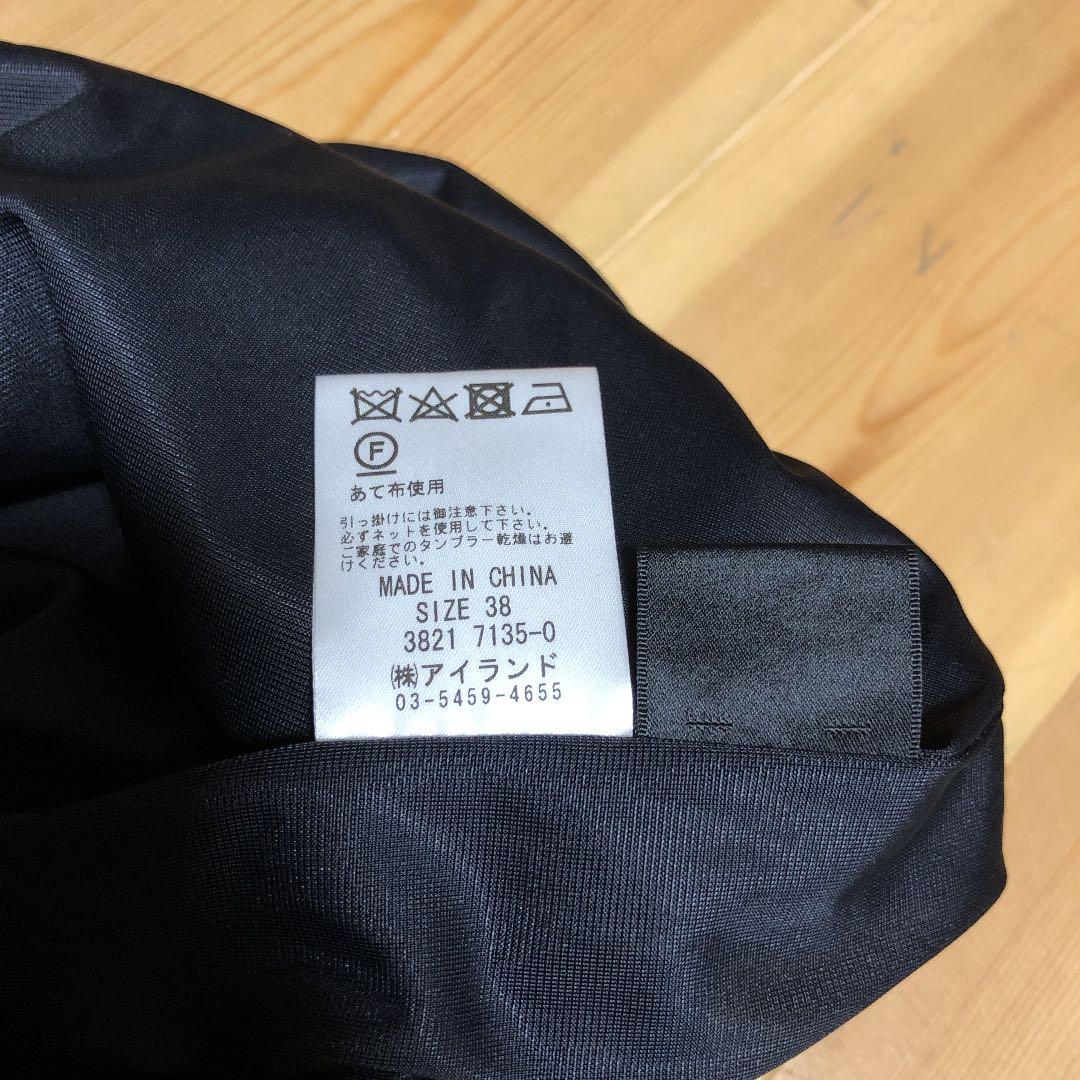 F
あて布使用
引っ掛けには御注意下さい。
必ずネットを使用して下さい。
ご家庭でのタンブラー乾燥はお避
けください。
MADE IN CHINA
SIZE 38
3821 7135-0
㈱アイランド
03-5459-4655